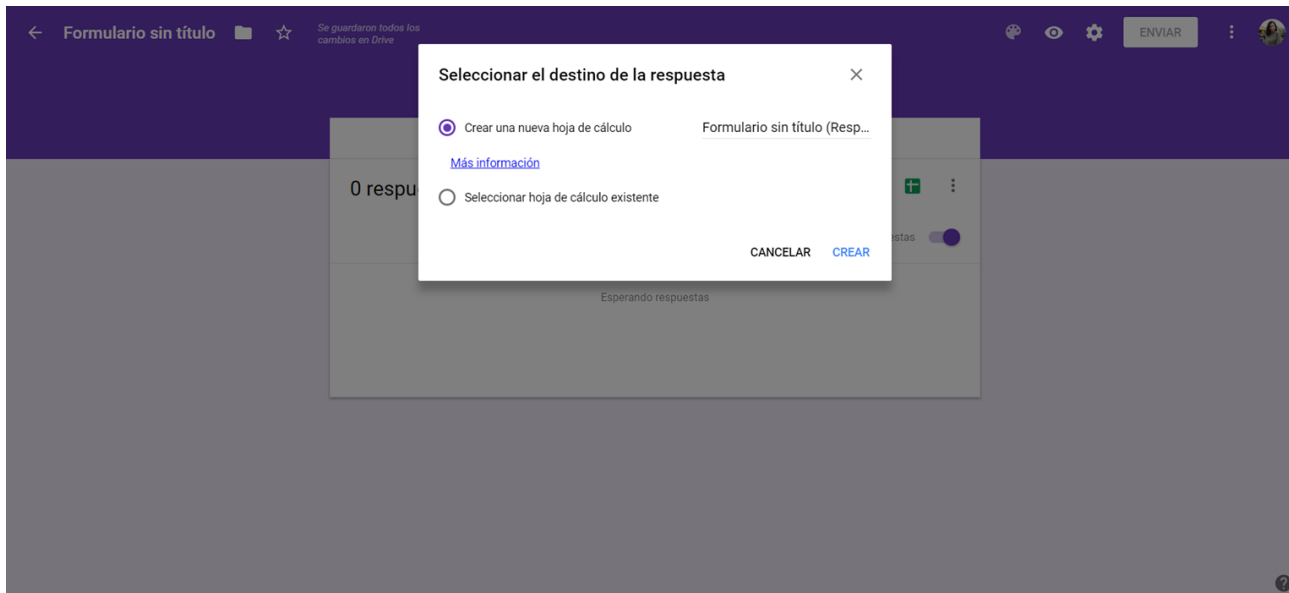 Formulario sin título
Se guardaron todos los
cambios en Drive
ENVIAR
Seleccionar el destino de la respuesta
Crear una nueva hoja de cálculo
Formulario sin título (Resp...
Más información
0 respu
Seleccionar hoja de cálculo existente
stas
CANCELAR
CREAR
Esperando respuestas